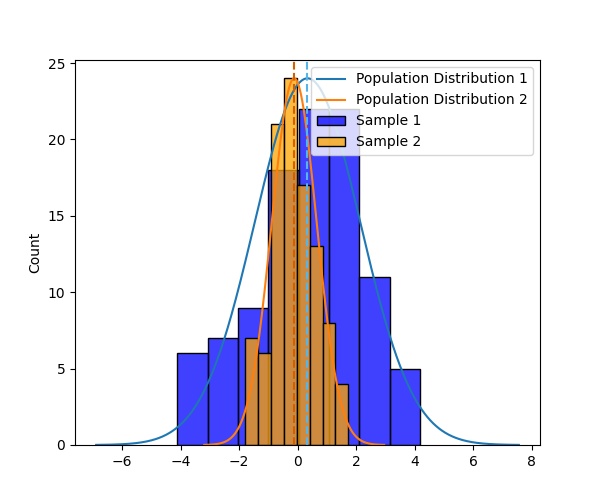 25
20
15
10
5
0
Count
Population Distribution 1
Population Distribution 2
Sample 1
Sample 2
−6 −4 −2 0 2 4 6 8